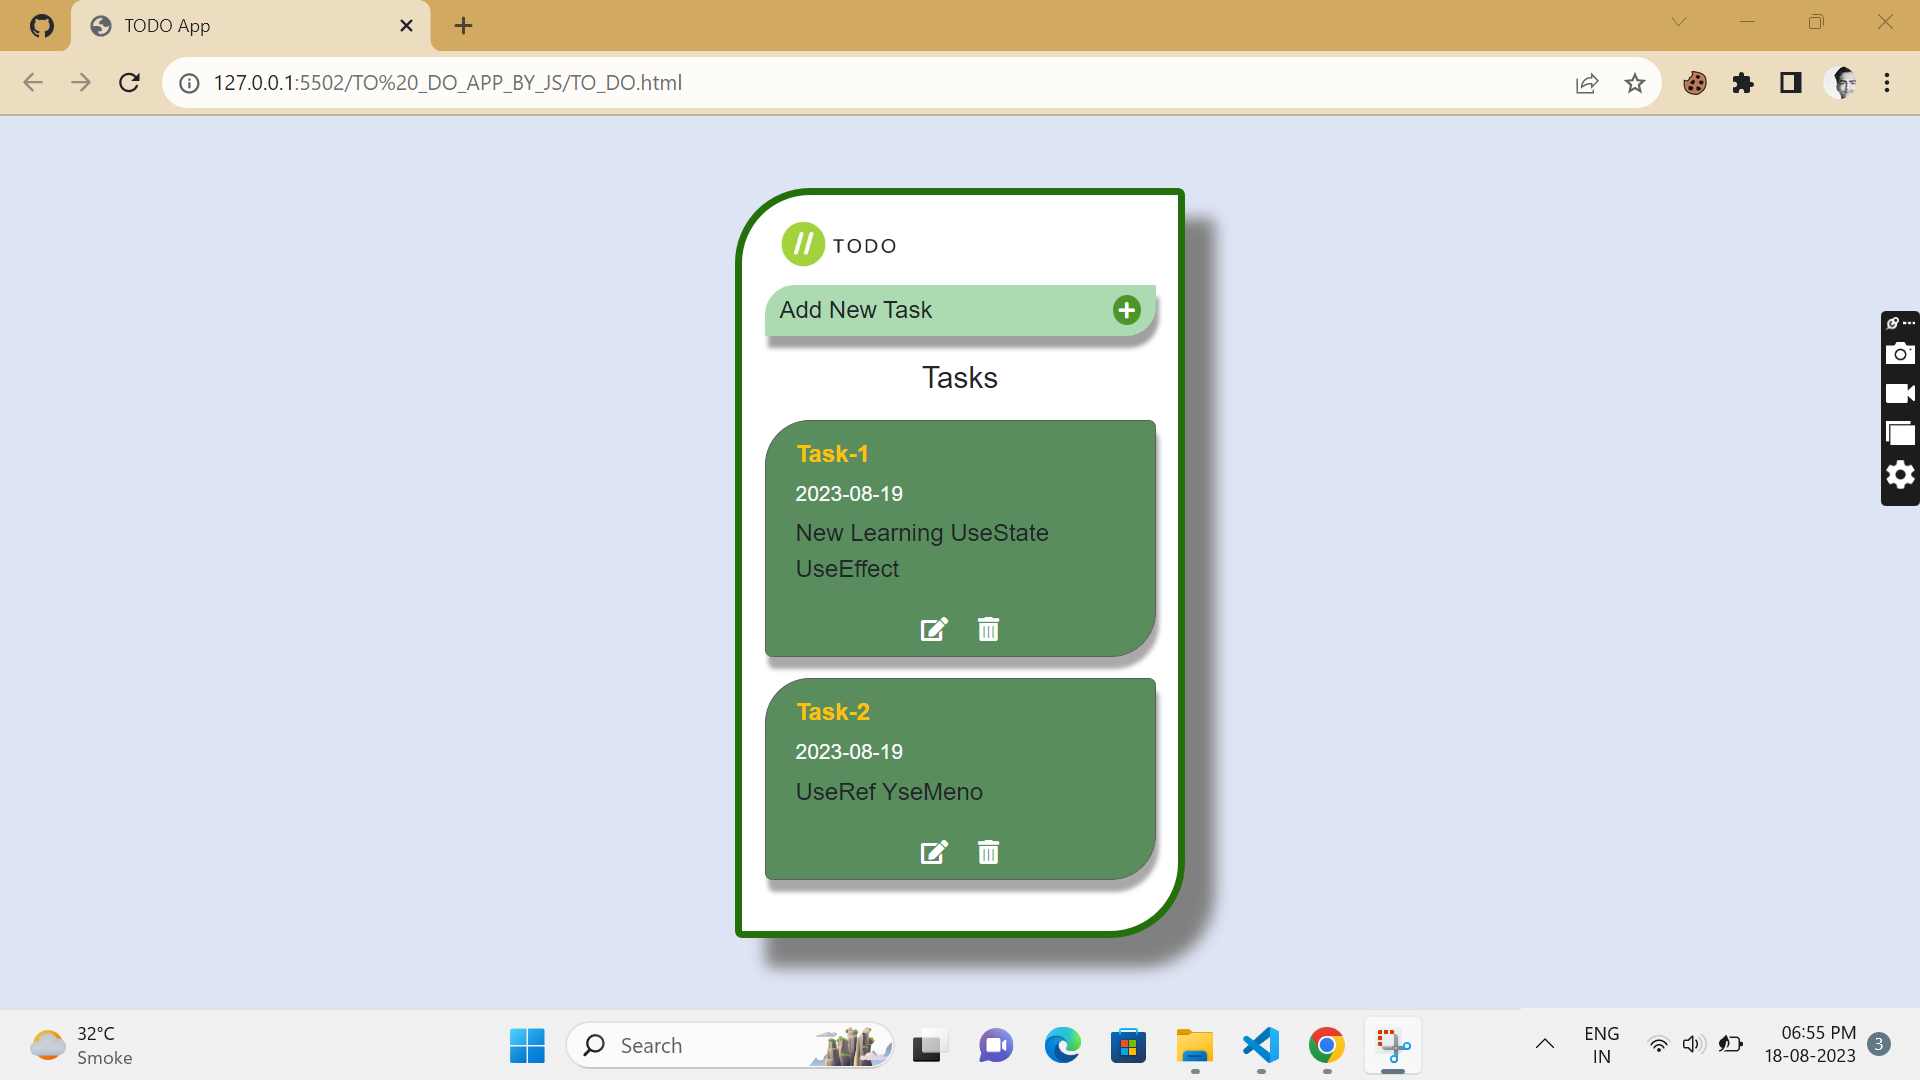 TODO App
127.0.0.1:5502/TO%20_DO_APP_BY_JS/TO_DO.html
TODO
Add New Task
Tasks
Task-1
2023-08-19
New Learning UseState
UseEffect
Task-2
2023-08-19
UseRef YseMeno
32°C
Smoke
Search
ENG
IN
06:55 PM
18-08-2023
3